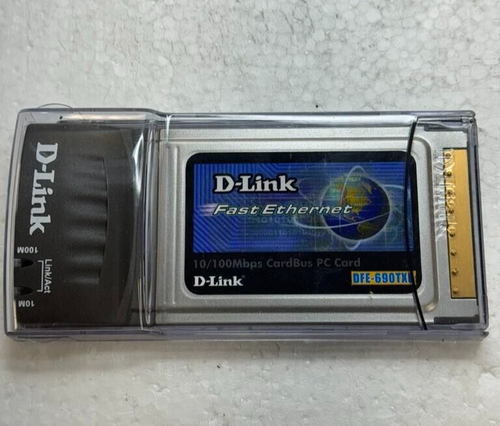 D-Link
100M
Link/Act
10M
D-Link
Fast Ethernet
10/100Mbps CardBus PC Card
D-Link
DFE-690TX